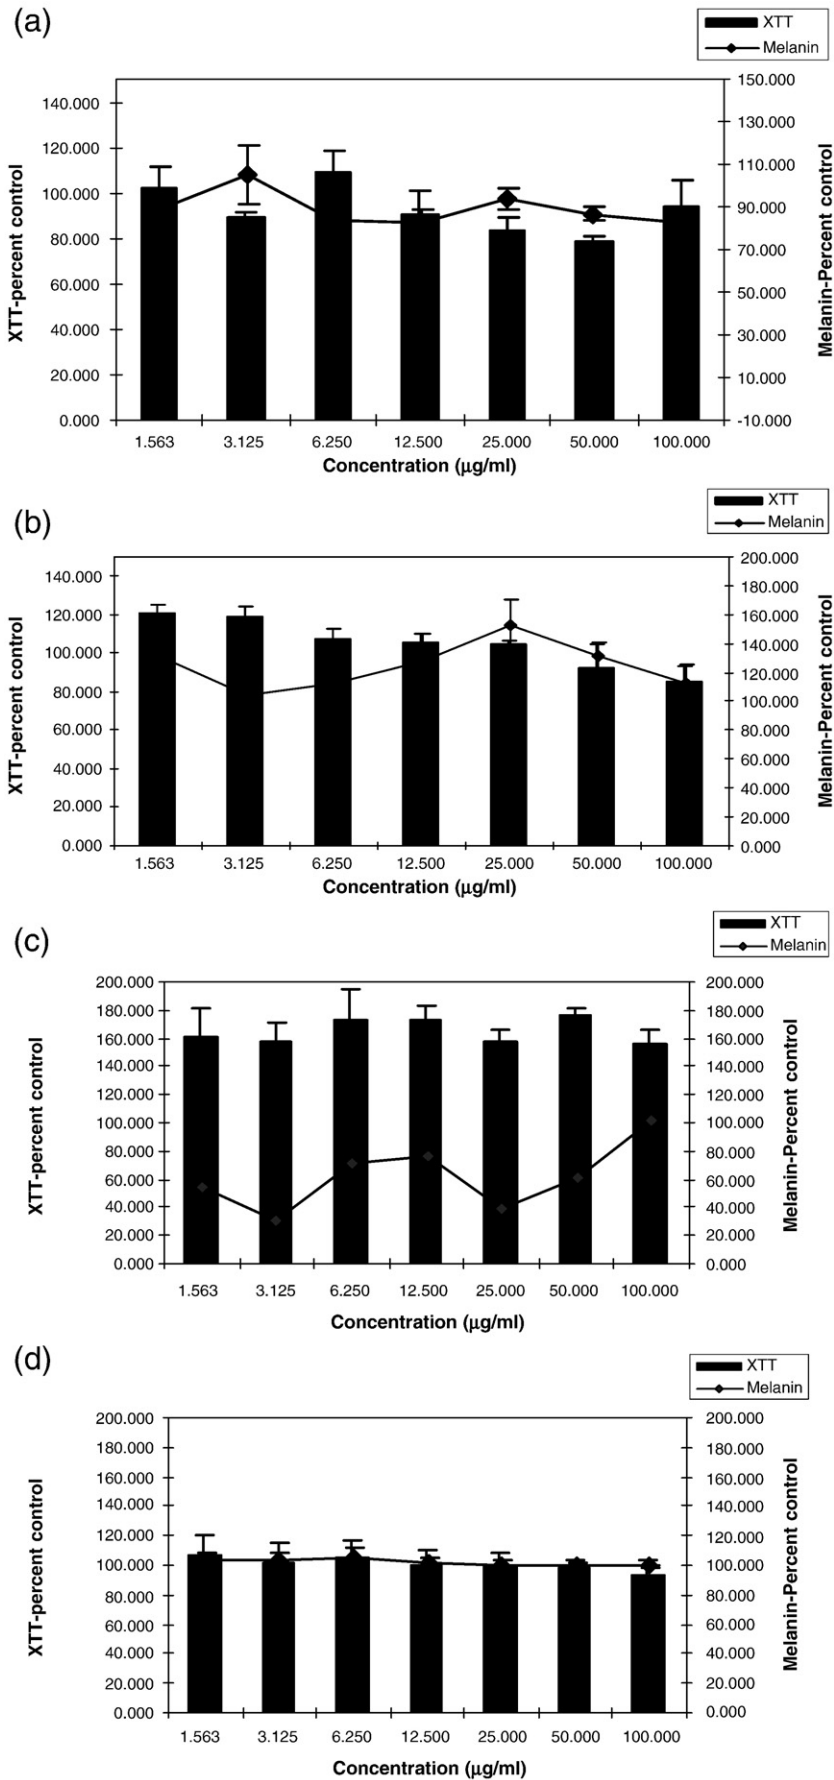 (a)
XTT
Melanin
XTT-percent control
140.000
120.000
100.000
80.000
60.000
40.000
20.000
0.000
150.000
130.000
110.000
90.000
70.000
50.000
30.000
10.000
-10.000
Melanin-Percent control
1.563 3.125 6.250 12.500 25.000 50.000 100.000
Concentration (μg/ml)
(b)
XTT
Melanin
XTT-percent control
140.000
120.000
100.000
80.000
60.000
40.000
20.000
0.000
200.000
180.000
160.000
140.000
120.000
100.000
80.000
60.000
40.000
20.000
0.000
Melanin-Percent control
1.563 3.125 6.250 12.500 25.000 50.000 100.000
Concentration (μg/ml)
(c)
XTT
Melanin
XTT-percent control
200.000
180.000
160.000
140.000
120.000
100.000
80.000
60.000
40.000
20.000
0.000
200.000
180.000
160.000
140.000
120.000
100.000
80.000
60.000
40.000
20.000
0.000
Melanin-Percent control
1.563 3.125 6.250 12.500 25.000 50.000 100.000
Concentration (μg/ml)
(d)
XTT
Melanin
XTT-percent control
200.000
180.000
160.000
140.000
120.000
100.000
80.000
60.000
40.000
20.000
0.000
200.000
180.000
160.000
140.000
120.000
100.000
80.000
60.000
40.000
20.000
0.000
Melanin-Percent control
1.563 3.125 6.250 12.500 25.000 50.000 100.000
Concentration (μg/ml)